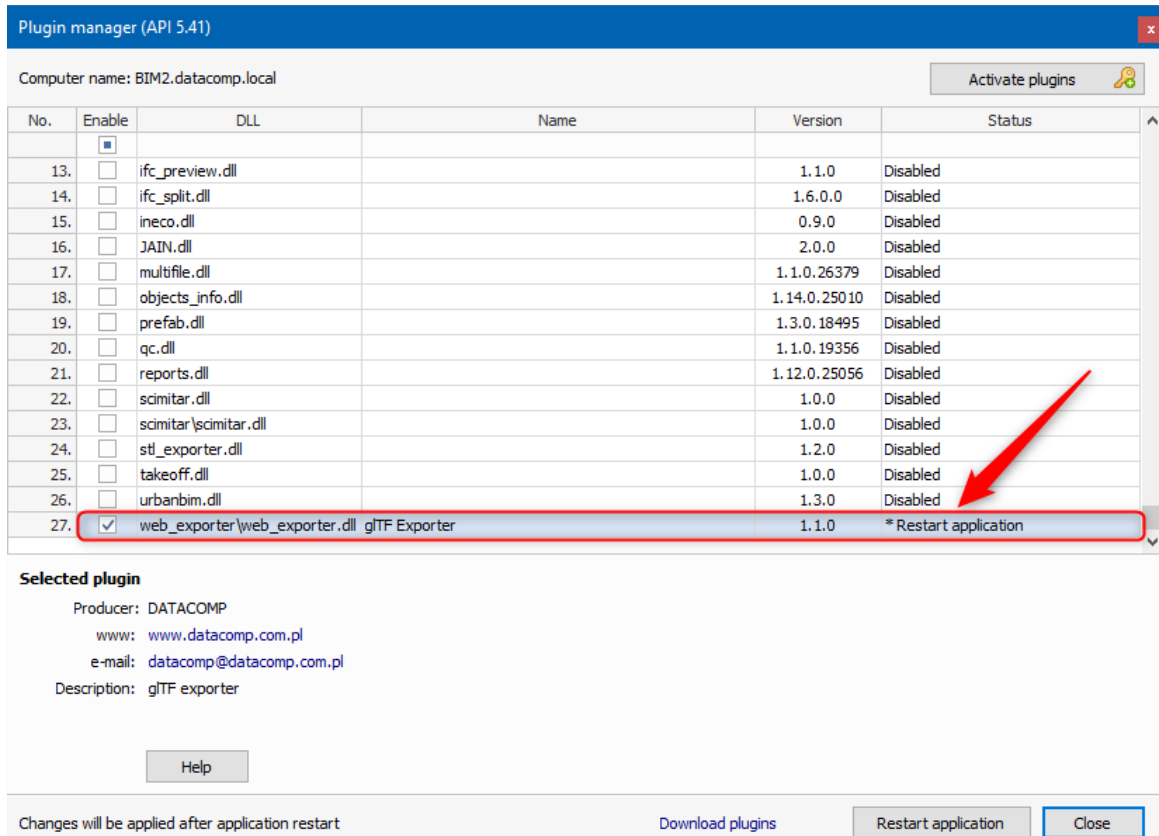 Plugin manager (API 5.41)
x
Computer name: BIM2.datacomp.local
Activate plugins
No. Enable DLL Name Version Status
13. ifc_preview.dll 1.1.0 Disabled
14. ifc_split.dll 1.6.0.0 Disabled
15. ineco.dll 0.9.0 Disabled
16. JAIN.dll 2.0.0 Disabled
17. multifile.dll 1.1.0.26379 Disabled
18. objects_info.dll 1.14.0.25010 Disabled
19. prefab.dll 1.3.0.18495 Disabled
20. qc.dll 1.1.0.19356 Disabled
21. reports.dll 1.12.0.25056 Disabled
22. scimitar.dll 1.0.0 Disabled
23. scimitar\scimitar.dll 1.0.0 Disabled
24. stl_exporter.dll 1.2.0 Disabled
25. takeoff.dll 1.0.0 Disabled
26. urbanbim.dll 1.3.0 Disabled
27. web_exporter\web_exporter.dll glTF Exporter 1.1.0 * Restart application
Selected plugin
Producer: DATACOMP
www: www.datacomp.com.pl
e-mail: datacomp@datacomp.com.pl
Description: glTF exporter
Help
Changes will be applied after application restart Download plugins Restart application Close